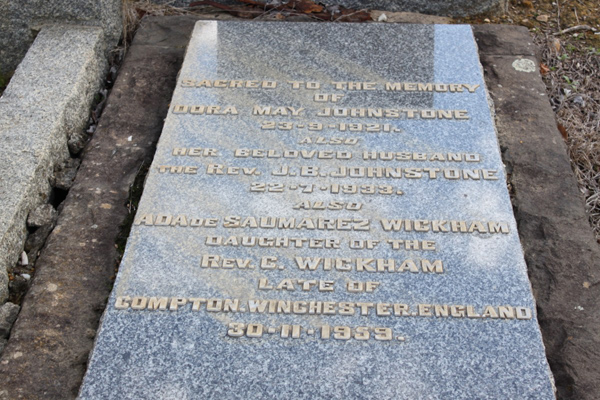 SACRED TO THE MEMORY
OF
DORA MAY JOHNSTONE
23-9-1921.
ALSO
HER BELOVED HUSBAND
THE REV. J.B. JOHNSTONE
22-7-1933.
ALSO
ADA DE SAUMAREZ WICKHAM
DAUGHTER OF THE
REV. C. WICKHAM
LATE OF
COMPTON. WINCHESTER. ENGLAND
30-11-1959.